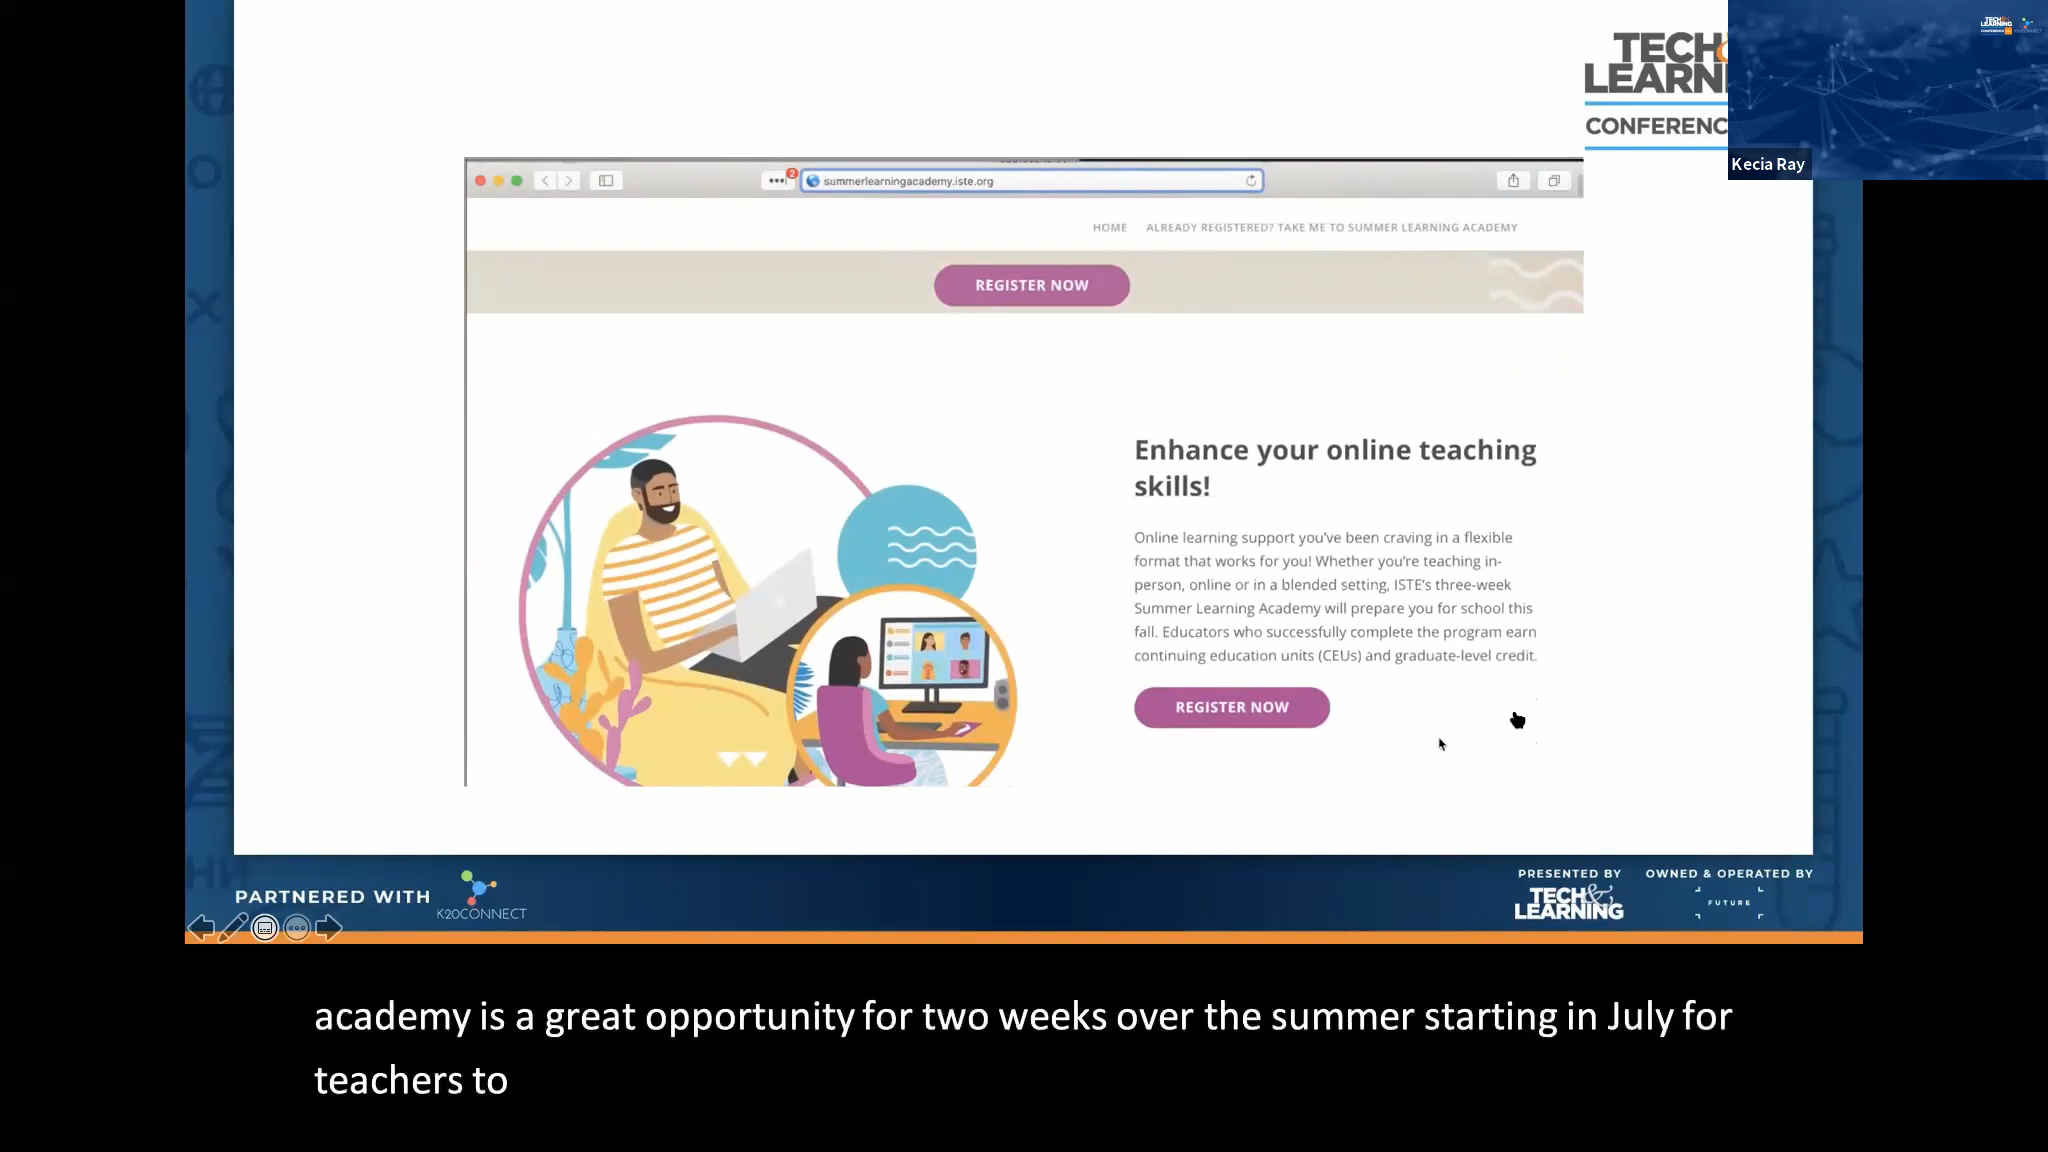 TECH
LEARN
CONFERENC
TECH &
LEARNING
CONFERENCE
K20CONNECT
Kecia Ray
2
summerlearningacademy.iste.org
HOME ALREADY REGISTERED? TAKE ME TO SUMMER LEARNING ACADEMY
REGISTER NOW
Enhance your online teaching
skills!
Online learning support you've been craving in a flexible
format that works for you! Whether you're teaching in-
person, online or in a blended setting, ISTE's three-week
Summer Learning Academy will prepare you for school this
fall. Educators who successfully complete the program earn
continuing education units (CEUs) and graduate-level credit.
REGISTER NOW
PARTNERED WITH
K20CONNECT
PRESENTED BY
TECH &
LEARNING
OWNED & OPERATED BY
FUTURE
academy is a great opportunity for two weeks over the summer starting in July for
teachers to